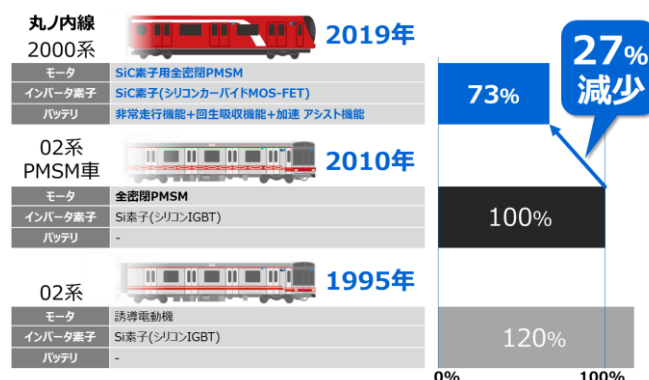 丸ノ内線
2000系
2019年
モータ SiC素子用全密閉PMSM
インバータ素子 SiC素子(シリコンカーバイドMOS-FET)
バッテリ 非常走行機能+回生吸収機能+加速 アシスト機能
73%
27%
減少
02系
PMSM車
2010年
モータ 全密閉PMSM
インバータ素子 Si素子(シリコンIGBT)
バッテリ -
100%
02系
1995年
モータ 誘導電動機
インバータ素子 Si素子(シリコンIGBT)
バッテリ -
120%
0% 100%